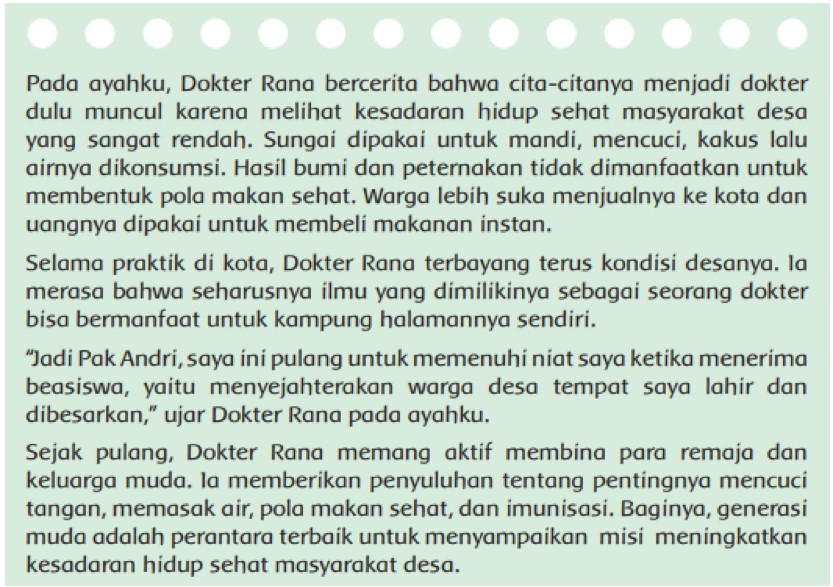 Pada ayahku, Dokter Rana bercerita bahwa cita-citanya menjadi dokter
dulu muncul karena melihat kesadaran hidup sehat masyarakat desa
yang sangat rendah. Sungai dipakai untuk mandi, mencuci, kakus lalu
airnya dikonsumsi. Hasil bumi dan peternakan tidak dimanfaatkan untuk
membentuk pola makan sehat. Warga lebih suka menjualnya ke kota dan
uangnya dipakai untuk membeli makanan instan.
Selama praktik di kota, Dokter Rana terbayang terus kondisi desanya. Ia
merasa bahwa seharusnya ilmu yang dimilikinya sebagai seorang dokter
bisa bermanfaat untuk kampung halamannya sendiri.
“Jadi Pak Andri, saya ini pulang untuk memenuhi niat saya ketika menerima
beasiswa, yaitu menyejahterakan warga desa tempat saya lahir dan
dibesarkan,” ujar Dokter Rana pada ayahku.
Sejak pulang, Dokter Rana memang aktif membina para remaja dan
keluarga muda. Ia memberikan penyuluhan tentang pentingnya mencuci
tangan, memasak air, pola makan sehat, dan imunisasi. Baginya, generasi
muda adalah perantara terbaik untuk menyampaikan misi meningkatkan
kesadaran hidup sehat masyarakat desa.